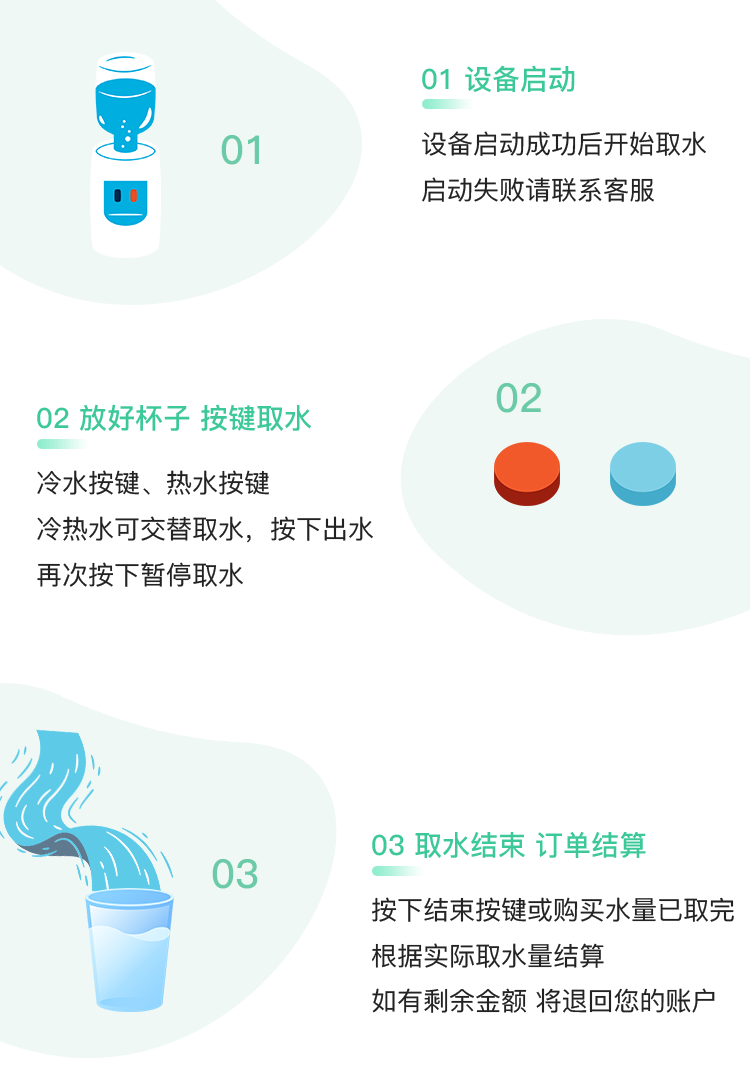 01
01 设备启动
设备启动成功后开始取水
启动失败请联系客服
02
02 放好杯子 按键取水
冷水按键、热水按键
冷热水可交替取水，按下出水
再次按下暂停取水
03
03 取水结束 订单结算
按下结束按键或购买水量已取完
根据实际取水量结算
如有剩余金额 将退回您的账户